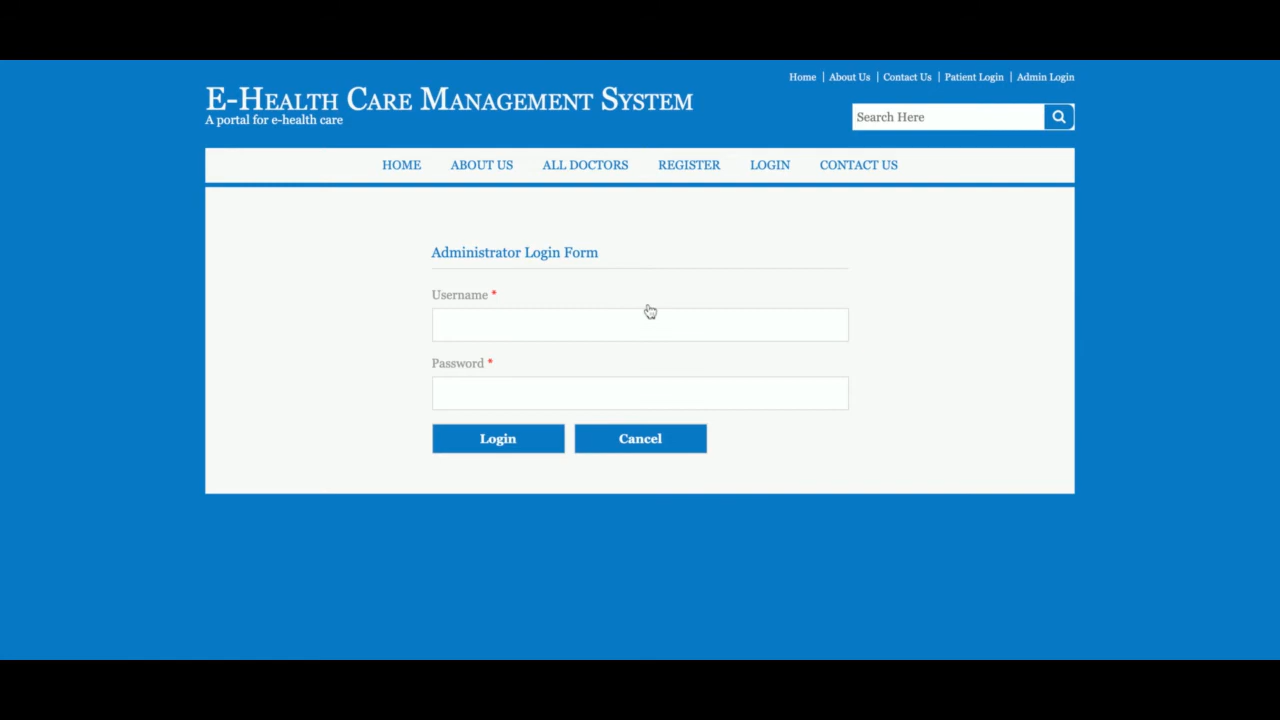 Home | About Us | Contact Us | Patient Login | Admin Login
E-Health Care Management System
A portal for e-health care
Search Here
HOME ABOUT US ALL DOCTORS REGISTER LOGIN CONTACT US
Administrator Login Form
Username *
Password *
Login Cancel